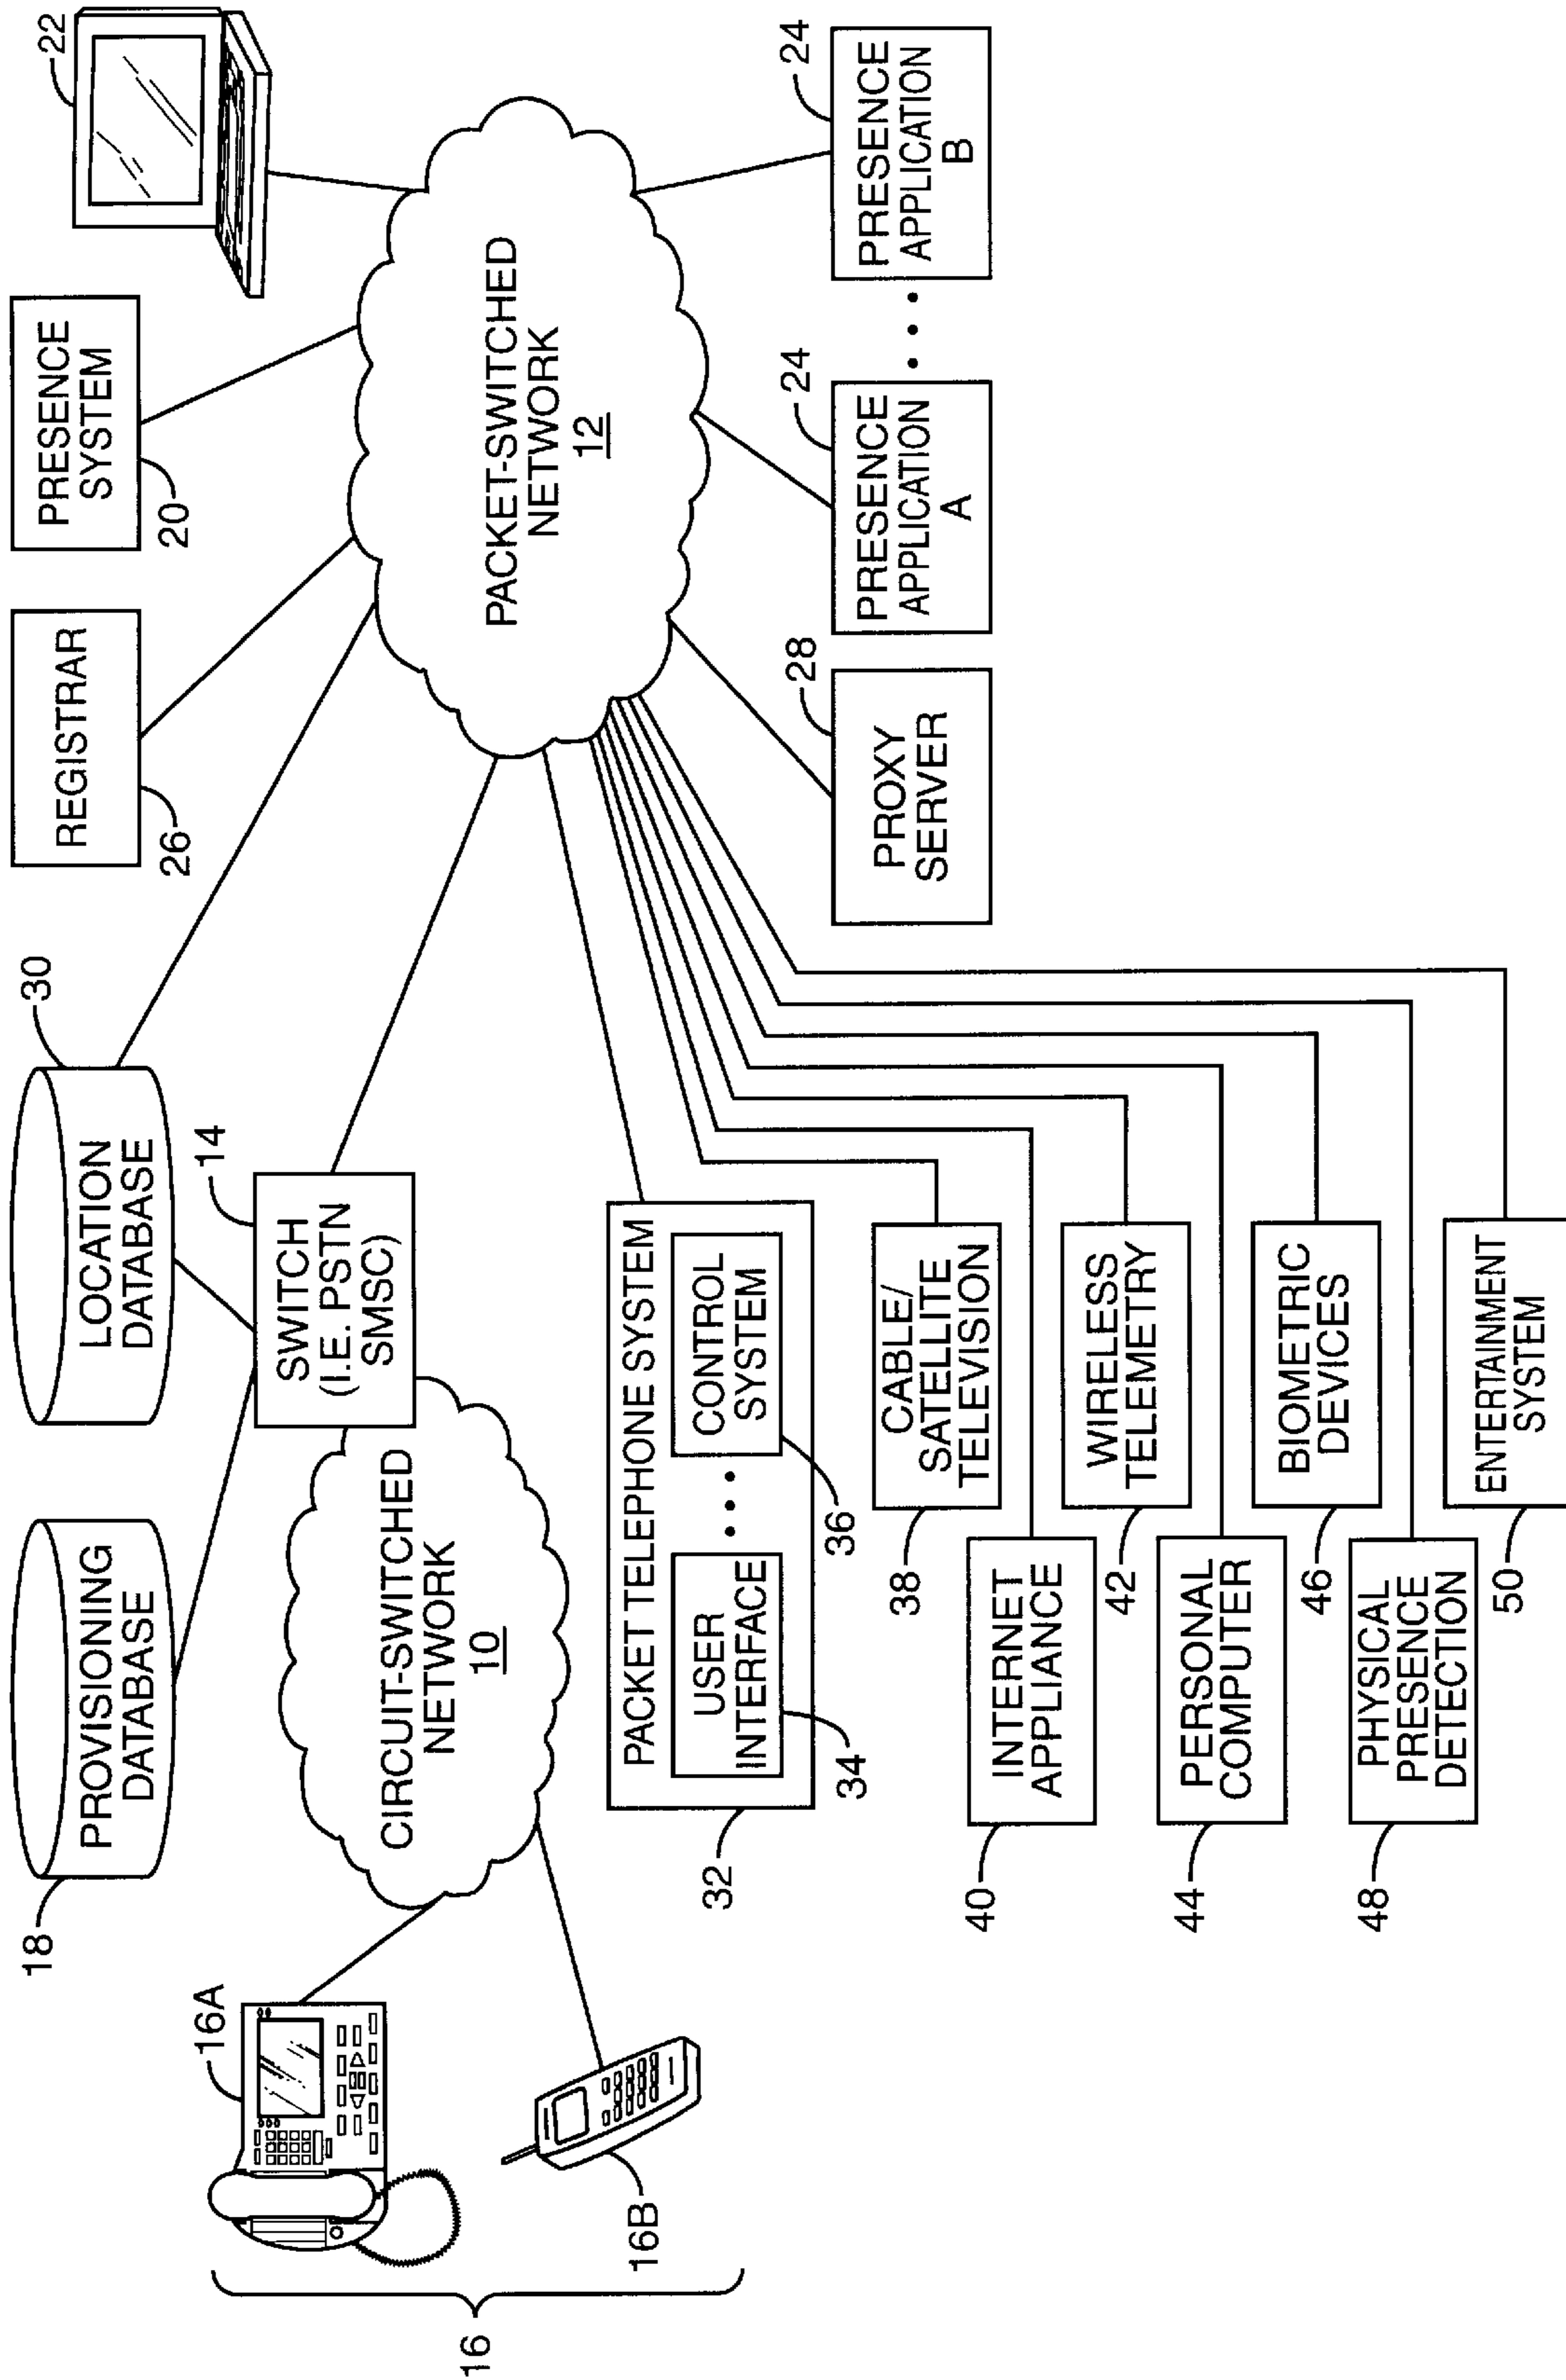 18
PROVISIONING
DATABASE
LOCATION
DATABASE
30
REGISTRAR
26
PRESENCE
SYSTEM
20
22
16A
16B
16
CIRCUIT-SWITCHED
NETWORK
10
SWITCH
(I.E. PSTN
SMSC)
14
PACKET-SWITCHED
NETWORK
12
PACKET TELEPHONE SYSTEM
USER
INTERFACE
CONTROL
SYSTEM
32
34
36
CABLE/
SATELLITE
TELEVISION
38
INTERNET
APPLIANCE
40
WIRELESS
TELEMETRY
42
PERSONAL
COMPUTER
44
BIOMETRIC
DEVICES
46
PHYSICAL
PRESENCE
DETECTION
48
ENTERTAINMENT
SYSTEM
50
PROXY
SERVER
28
PRESENCE
APPLICATION
A
24
PRESENCE
APPLICATION
B
24